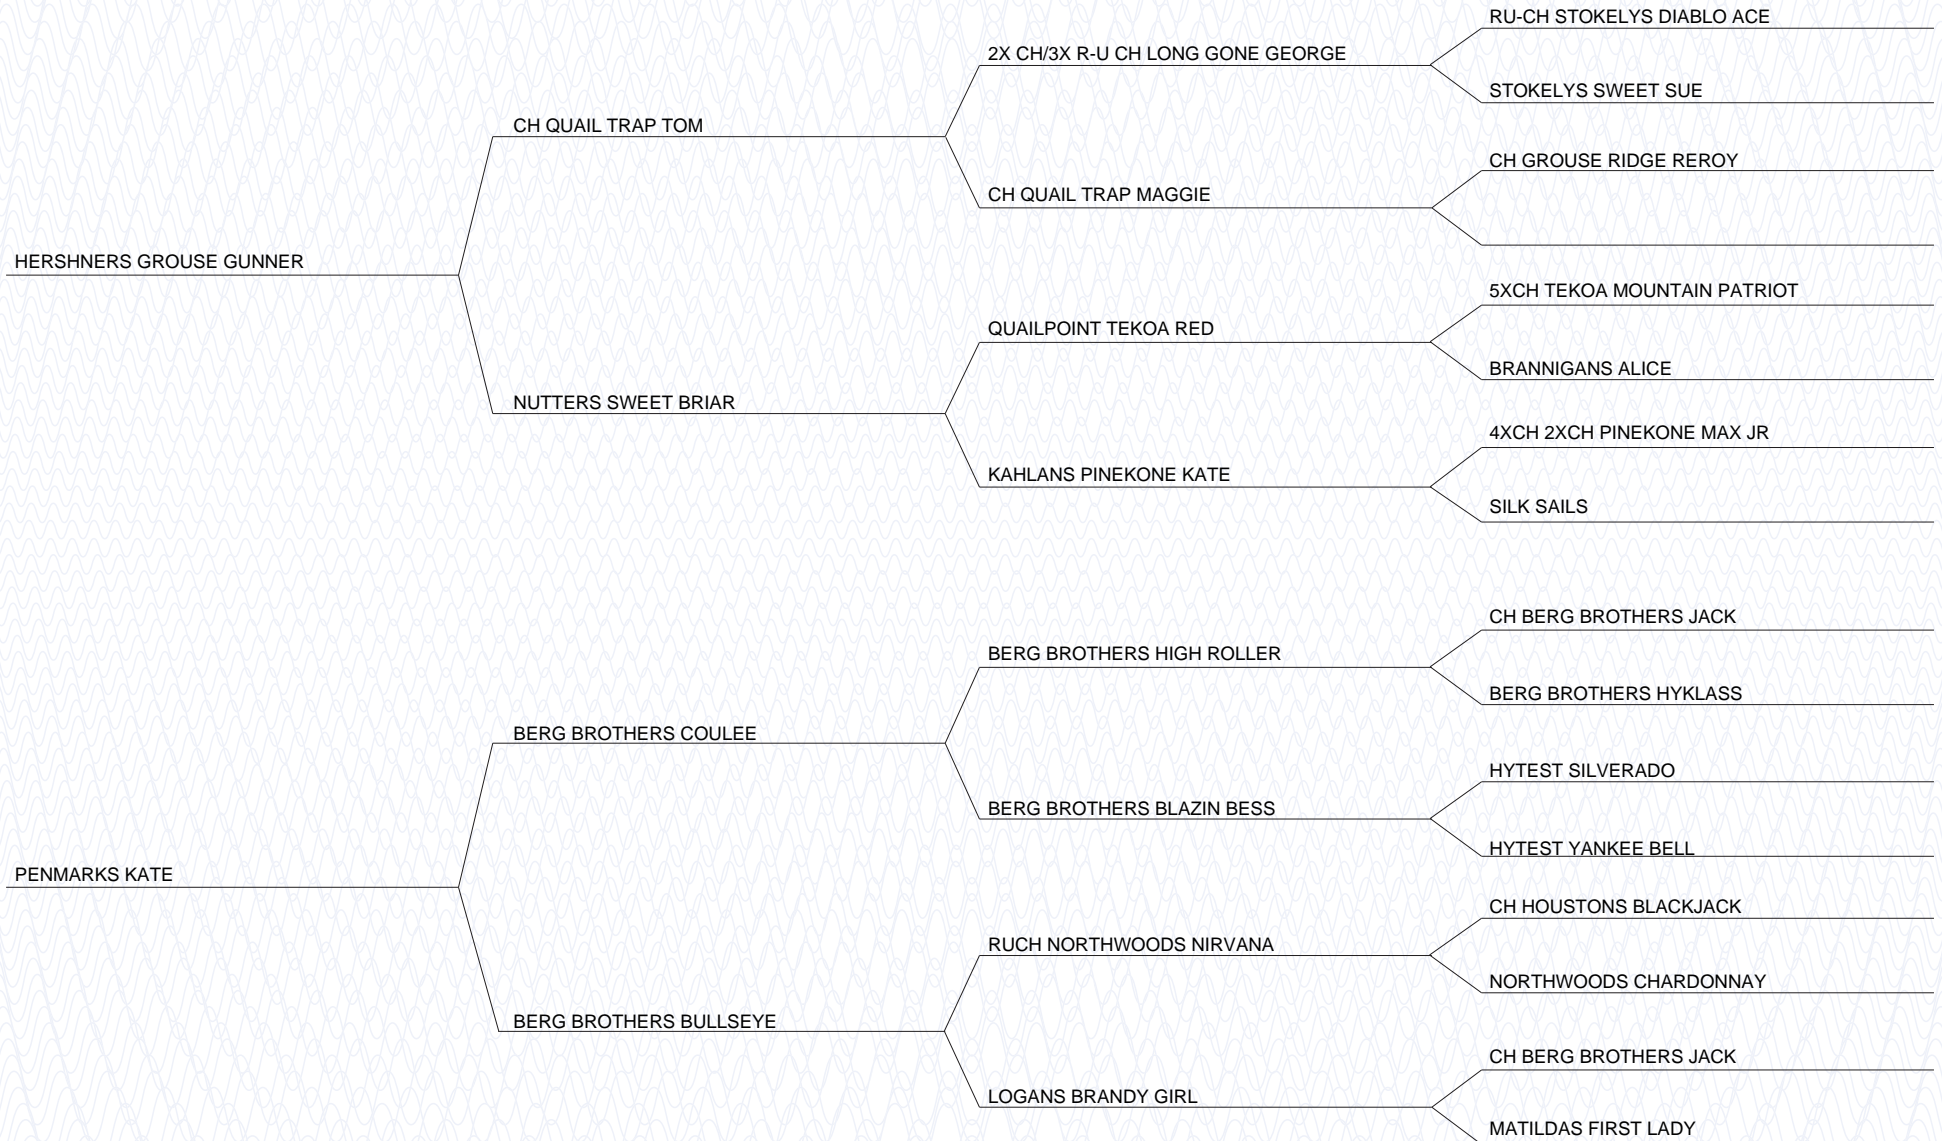 RU-CH STOKELYS DIABLO ACE
2X CH/3X R-U CH LONG GONE GEORGE
STOKELYS SWEET SUE
CH QUAIL TRAP TOM
CH GROUSE RIDGE REROY
CH QUAIL TRAP MAGGIE
HERSHNERS GROUSE GUNNER
5XCH TEKOA MOUNTAIN PATRIOT
QUAILPOINT TEKOA RED
BRANNIGANS ALICE
NUTTERS SWEET BRIAR
4XCH 2XCH PINEKONE MAX JR
KAHLANS PINEKONE KATE
SILK SAILS
CH BERG BROTHERS JACK
BERG BROTHERS HIGH ROLLER
BERG BROTHERS HYKLASS
BERG BROTHERS COULEE
HYTEST SILVERADO
BERG BROTHERS BLAZIN BESS
HYTEST YANKEE BELL
PENMARKS KATE
CH HOUSTONS BLACKJACK
RUCH NORTHWOODS NIRVANA
NORTHWOODS CHARDONNAY
BERG BROTHERS BULLSEYE
CH BERG BROTHERS JACK
LOGANS BRANDY GIRL
MATILDAS FIRST LADY